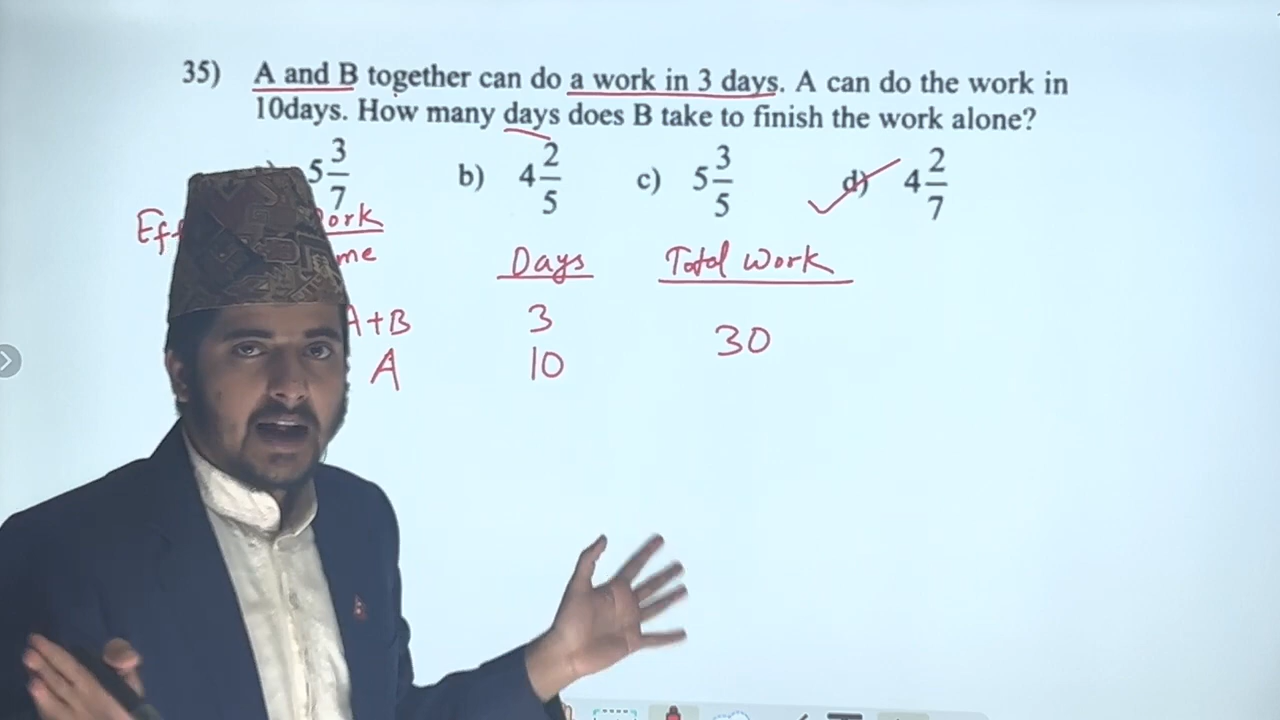 35) A and B together can do a work in 3 days. A can do the work in
10days. How many days does B take to finish the work alone?
5 3/7 b) 4 2/5 c) 5 3/5 d) 4 2/7
Days Total Work
A+B 3 30
A 10